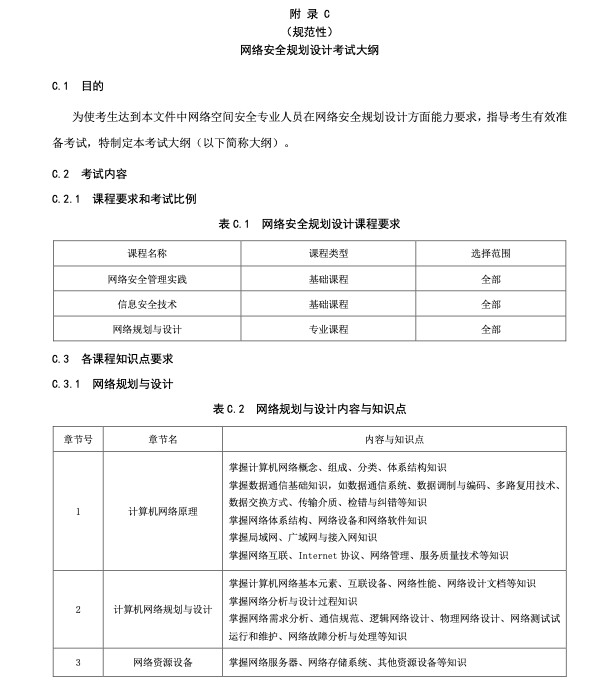 附 录 C
（规范性）
网络安全规划设计考试大纲
C.1 目的
为使考生达到本文件中网络空间安全专业人员在网络安全规划设计方面能力要求，指导考生有效准
备考试，特制定本考试大纲（以下简称大纲）。
C.2 考试内容
C.2.1 课程要求和考试比例
表 C.1 网络安全规划设计课程要求
课程名称 课程类型 选择范围
网络安全管理实践 基础课程 全部
信息安全技术 基础课程 全部
网络规划与设计 专业课程 全部
C.3 各课程知识点要求
C.3.1 网络规划与设计
表 C.2 网络规划与设计内容与知识点
章节号 章节名 内容与知识点
1 计算机网络原理
掌握计算机网络概念、组成、分类、体系结构知识
掌握数据通信基础知识，如数据通信系统、数据调制与编码、多路复用技术、
数据交换方式、传输介质、检错与纠错等知识
掌握网络体系结构、网络设备和网络软件知识
掌握局域网、广域网与接入网知识
掌握网络互联、Internet 协议、网络管理、服务质量技术等知识
2 计算机网络规划与设计
掌握计算机网络基本元素、互联设备、网络性能、网络设计文档等知识
掌握网络分析与设计过程知识
掌握网络需求分析、通信规范、逻辑网络设计、物理网络设计、网络测试试
运行和维护、网络故障分析与处理等知识
3 网络资源设备 掌握网络服务器、网络存储系统、其他资源设备等知识